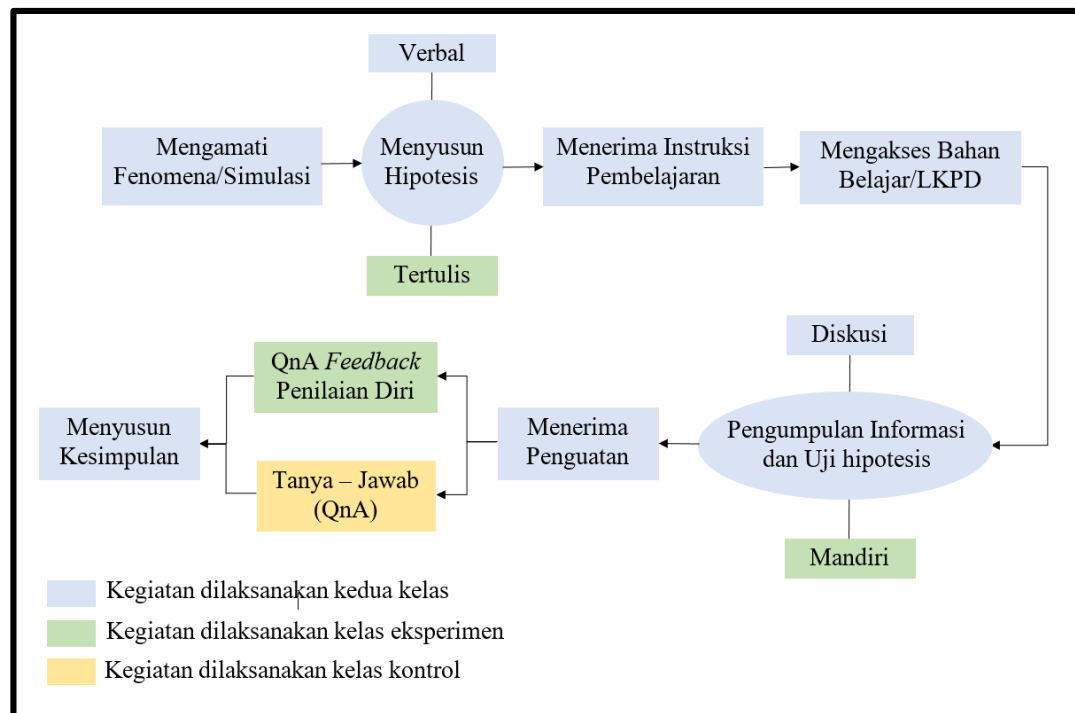 Verbal
Mengamati
Fenomena/Simulasi
Menyusun
Hipotesis
Menerima Instruksi
Pembelajaran
Mengakses Bahan
Belajar/LKPD
Tertulis
Diskusi
Pengumpulan Informasi
dan Uji hipotesis
Mandiri
Menerima
Penguatan
QnA Feedback
Penilaian Diri
Tanya – Jawab
(QnA)
Menyusun
Kesimpulan
Kegiatan dilaksanakan kedua kelas
Kegiatan dilaksanakan kelas eksperimen
Kegiatan dilaksanakan kelas kontrol